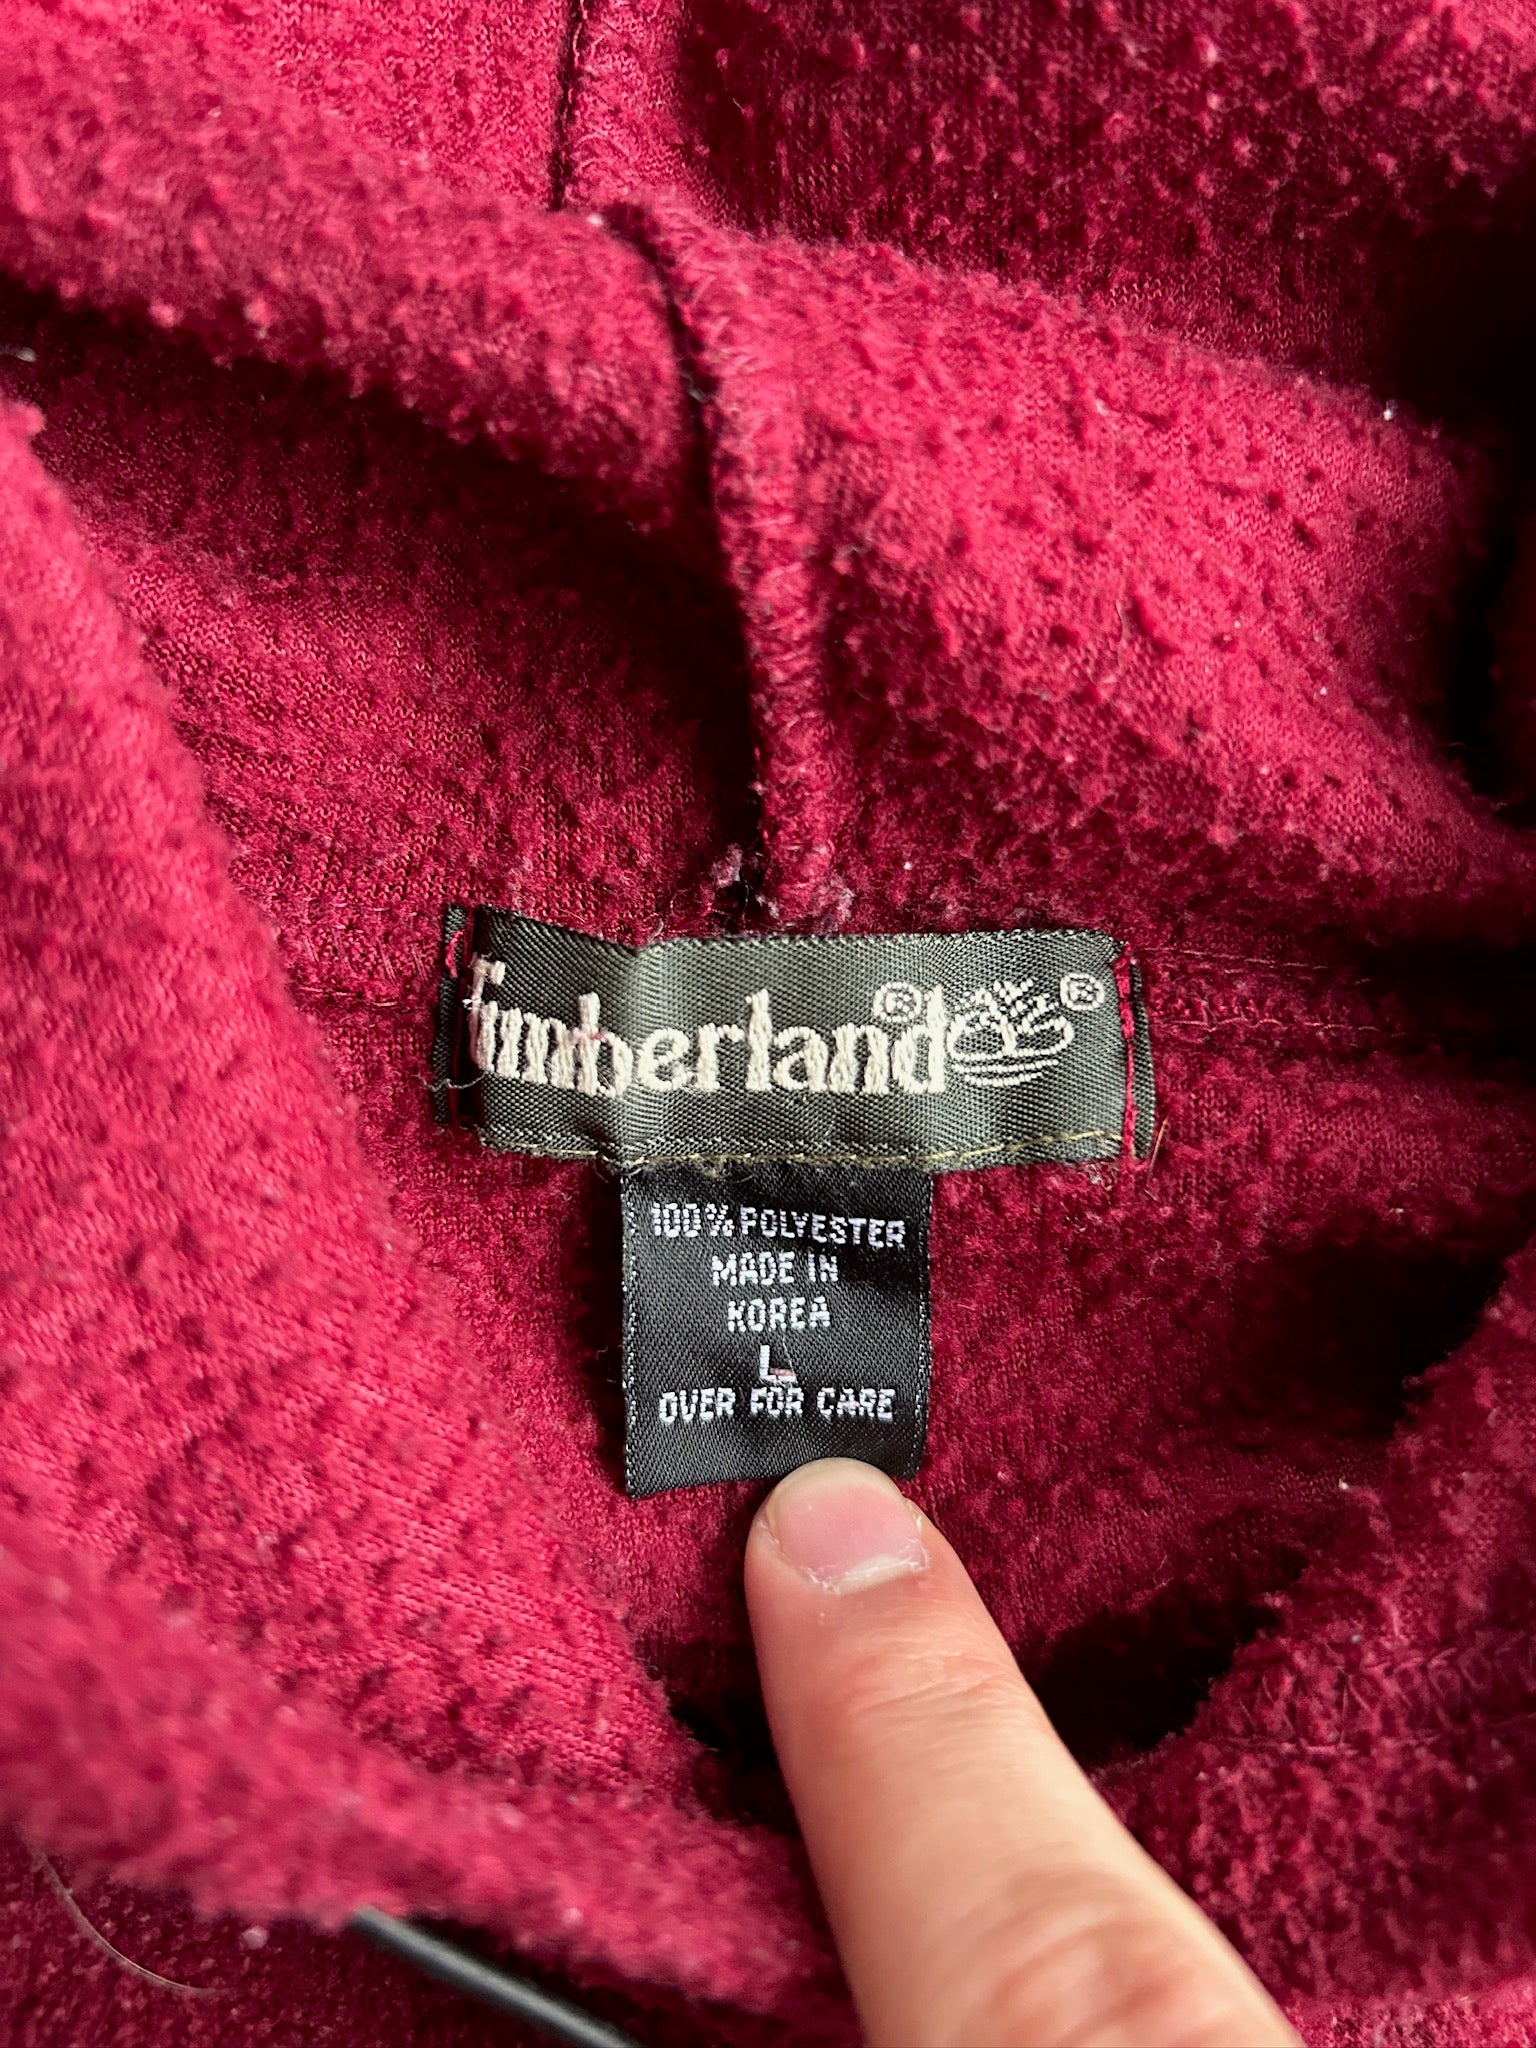 Timberland® ®
100% POLYESTER
MADE IN
KOREA
L
OVER FOR CARE